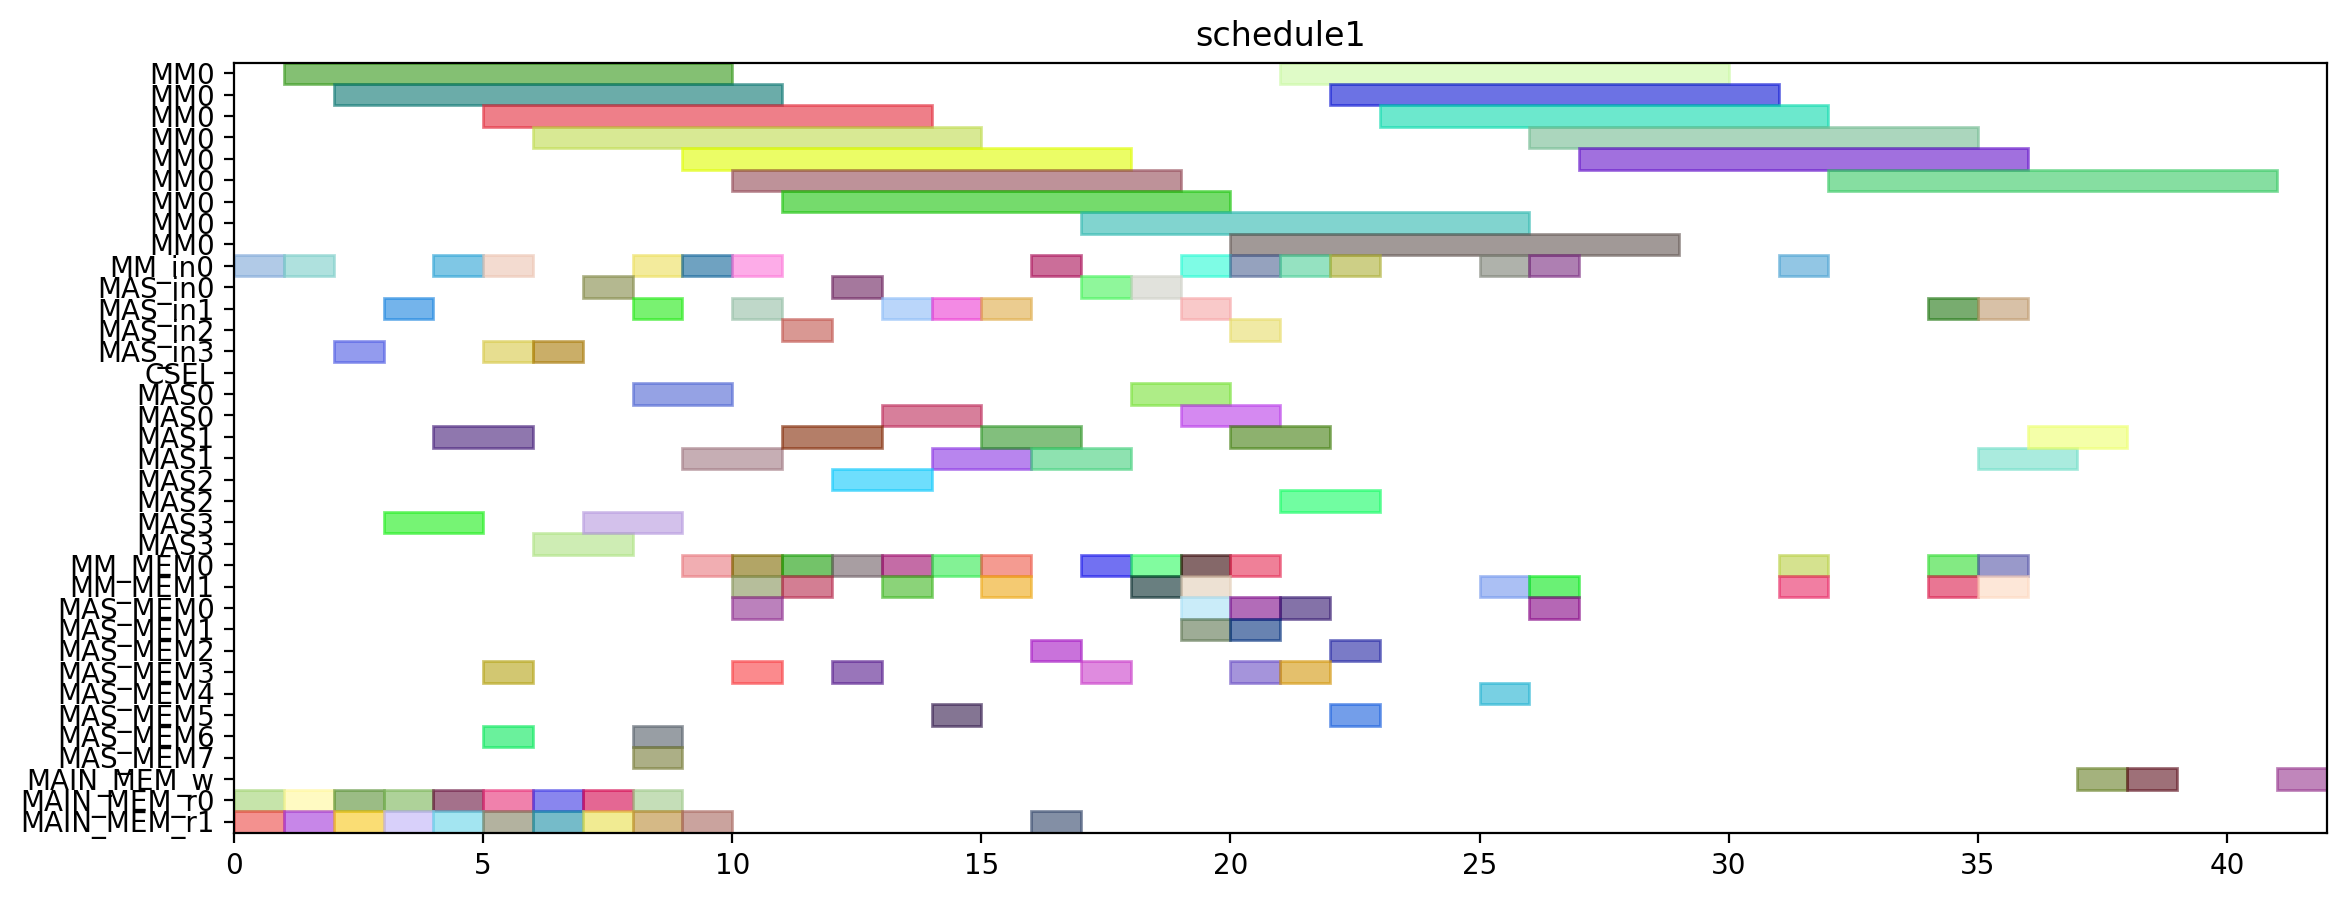 schedule1
MM0
MM0
MM0
MM0
MM0
MM0
MM0
MM0
MM0
MM_in0
MAS_in0
MAS_in1
MAS_in2
MAS_in3
CSEL
MAS0
MAS0
MAS1
MAS1
MAS2
MAS2
MAS3
MAS3
MM_MEM0
MM_MEM1
MAS_MEM0
MAS_MEM1
MAS_MEM2
MAS_MEM3
MAS_MEM4
MAS_MEM5
MAS_MEM6
MAS_MEM7
MAIN_MEM_w
MAIN_MEM_r0
MAIN_MEM_r1
0 5 10 15 20 25 30 35 40